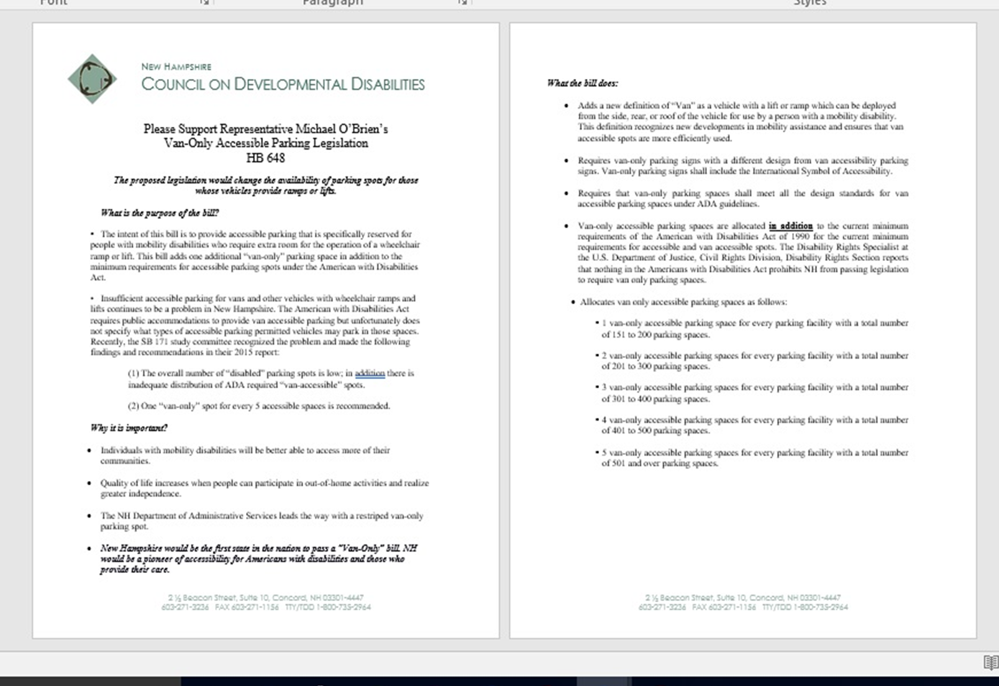 Font
Paragraph
Styles
NEW HAMPSHIRE
COUNCIL ON DEVELOPMENTAL DISABILITIES
Please Support Representative Michael O'Brien's
Van-Only Accessible Parking Legislation
HB 648
The proposed legislation would change the availability of parking spots for those
whose vehicles provide ramps or lifts.
What is the purpose of the bill?
• The intent of this bill is to provide accessible parking that is specifically reserved for
people with mobility disabilities who require extra room for the operation of a wheelchair
ramp or lift. This bill adds one additional “van-only” parking space in addition to the
minimum requirements for accessible parking spots under the American with Disabilities
Act.
• Insufficient accessible parking for vans and other vehicles with wheelchair ramps and
lifts continues to be a problem in New Hampshire. The American with Disabilities Act
requires public accommodations to provide van accessible parking but unfortunately does
not specify what types of accessible parking permitted vehicles may park in those spaces.
Recently, the SB 171 study committee recognized the problem and made the following
findings and recommendations in their 2015 report:
(1) The overall number of “disabled” parking spots is low; in addition there is
inadequate distribution of ADA required “van-accessible” spots.
(2) One “van-only” spot for every 5 accessible spaces is recommended.
Why it is important?
• Individuals with mobility disabilities will be better able to access more of their
communities.
• Quality of life increases when people can participate in out-of-home activities and realize
greater independence.
• The NH Department of Administrative Services leads the way with a restriped van-only
parking spot.
• New Hampshire would be the first state in the nation to pass a "Van-Only" bill. NH
would be a pioneer of accessibility for Americans with disabilities and those who
provide their care.
2 ½ Beacon Street, Suite 10, Concord, NH 03301-4447
603-271-3236 FAX 603-271-1156 TTY/TDD 1-800-735-2964
What the bill does:
• Adds a new definition of “Van” as a vehicle with a lift or ramp which can be deployed
from the side, rear, or roof of the vehicle for use by a person with a mobility disability.
This definition recognizes new developments in mobility assistance and ensures that van
accessible spots are more efficiently used.
• Requires van-only parking signs with a different design from van accessibility parking
signs. Van-only parking signs shall include the International Symbol of Accessibility.
• Requires that van-only parking spaces shall meet all the design standards for van
accessible parking spaces under ADA guidelines.
• Van-only accessible parking spaces are allocated in addition to the current minimum
requirements of the American with Disabilities Act of 1990 for the current minimum
requirements for accessible and van accessible spots. The Disability Rights Specialist at
the U.S. Department of Justice, Civil Rights Division, Disability Rights Section reports
that nothing in the Americans with Disabilities Act prohibits NH from passing legislation
to require van only parking spaces.
• Allocates van only accessible parking spaces as follows:
▪ 1 van-only accessible parking space for every parking facility with a total number
of 151 to 200 parking spaces.
▪ 2 van-only accessible parking spaces for every parking facility with a total number
of 201 to 300 parking spaces.
▪ 3 van-only accessible parking spaces for every parking facility with a total number
of 301 to 400 parking spaces.
▪ 4 van-only accessible parking spaces for every parking facility with a total number
of 401 to 500 parking spaces.
▪ 5 van-only accessible parking spaces for every parking facility with a total number
of 501 and over parking spaces.
2 ½ Beacon Street, Suite 10, Concord, NH 03301-4447
603-271-3236 FAX 603-271-1156 TTY/TDD 1-800-735-2964